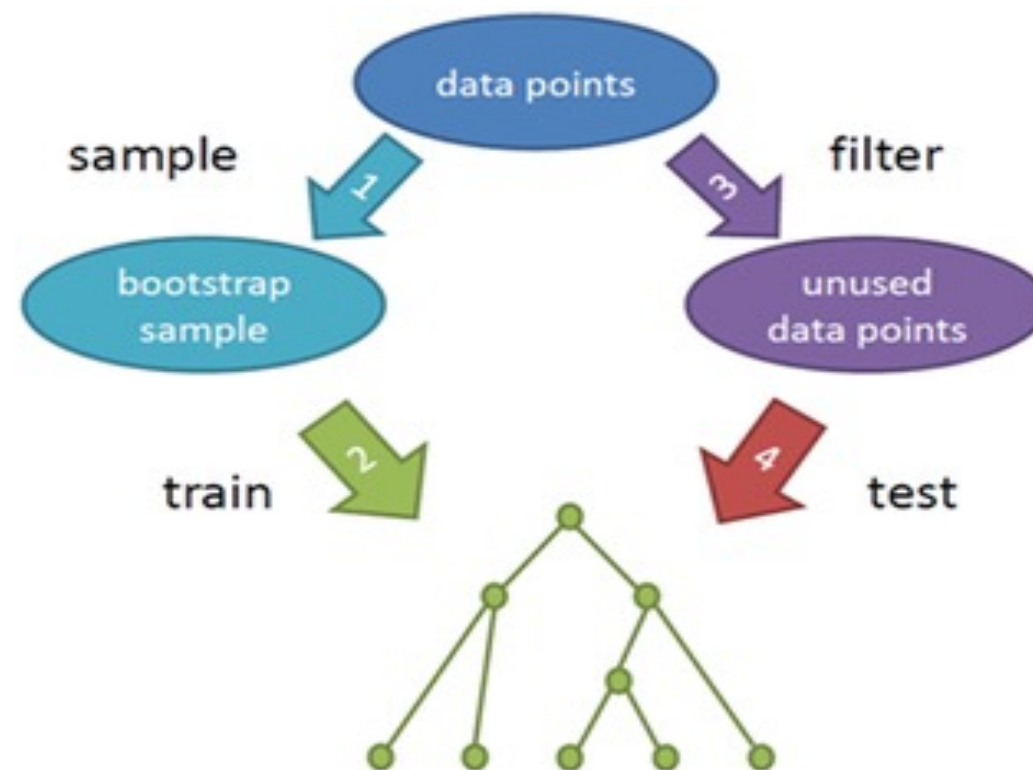 data points
sample
filter
1
3
bootstrap
sample
unused
data points
2
4
train
test